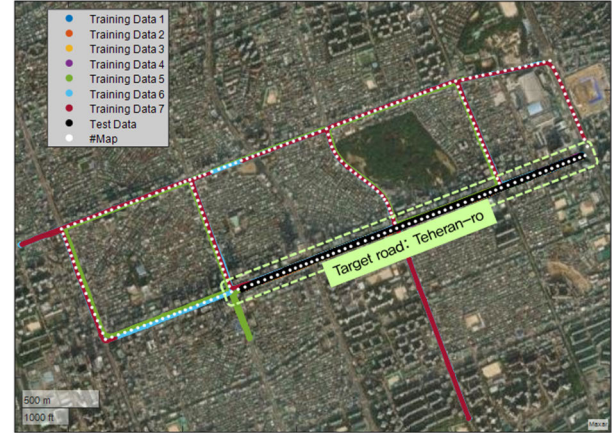 Training Data 1
Training Data 2
Training Data 3
Training Data 4
Training Data 5
Training Data 6
Training Data 7
Test Data
#Map
Target road: Teheran-ro
500 m
1000 ft
Maxar